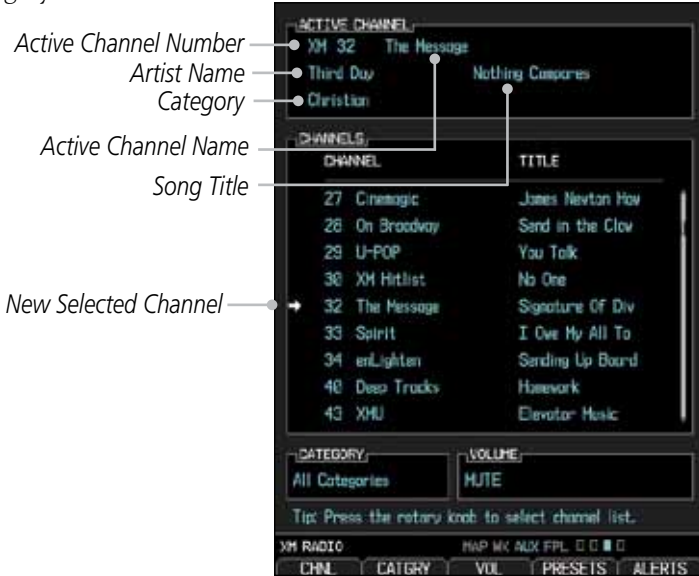 Active Channel Number
Artist Name
Category
Active Channel Name
Song Title
New Selected Channel
ACTIVE CHANNEL
XM 32 The Message
Third Day Nothing Compares
Christian
CHANNELS
CHANNEL TITLE
27 Cinemagic James Newton How
28 On Broadway Send in the Clow
29 U-POP You Talk
30 XM Hitlist No One
32 The Message Signature Of Div
33 Spirit I Owe My All To
34 enLighten Sending Up Board
40 Deep Tracks Homework
43 XMU Elevator Music
CATEGORY VOLUME
All Categories MUTE
Tip: Press the rotary knob to select channel list.
XM RADIO MAP WX AUX FPL
CHNL CATGRY VOL PRESETS ALERTS